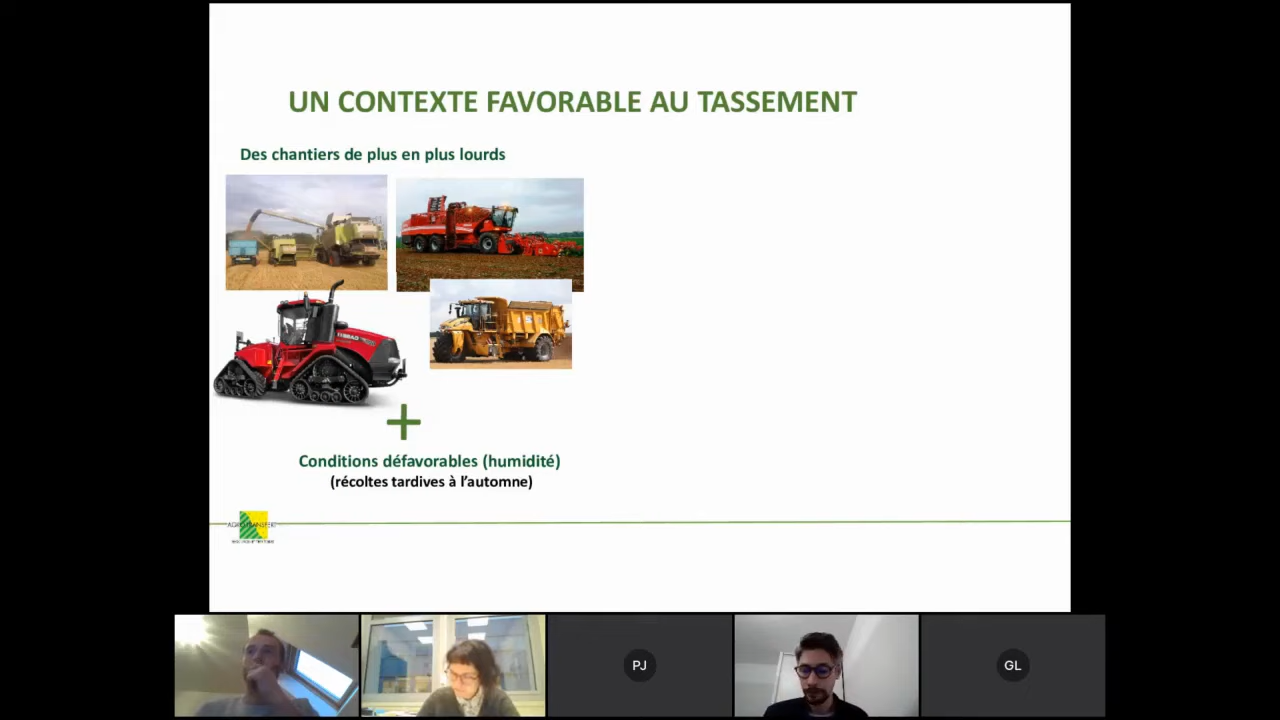 UN CONTEXTE FAVORABLE AU TASSEMENT
Des chantiers de plus en plus lourds
Conditions défavorables (humidité)
(récoltes tardives à l'automne)
PJ
GL